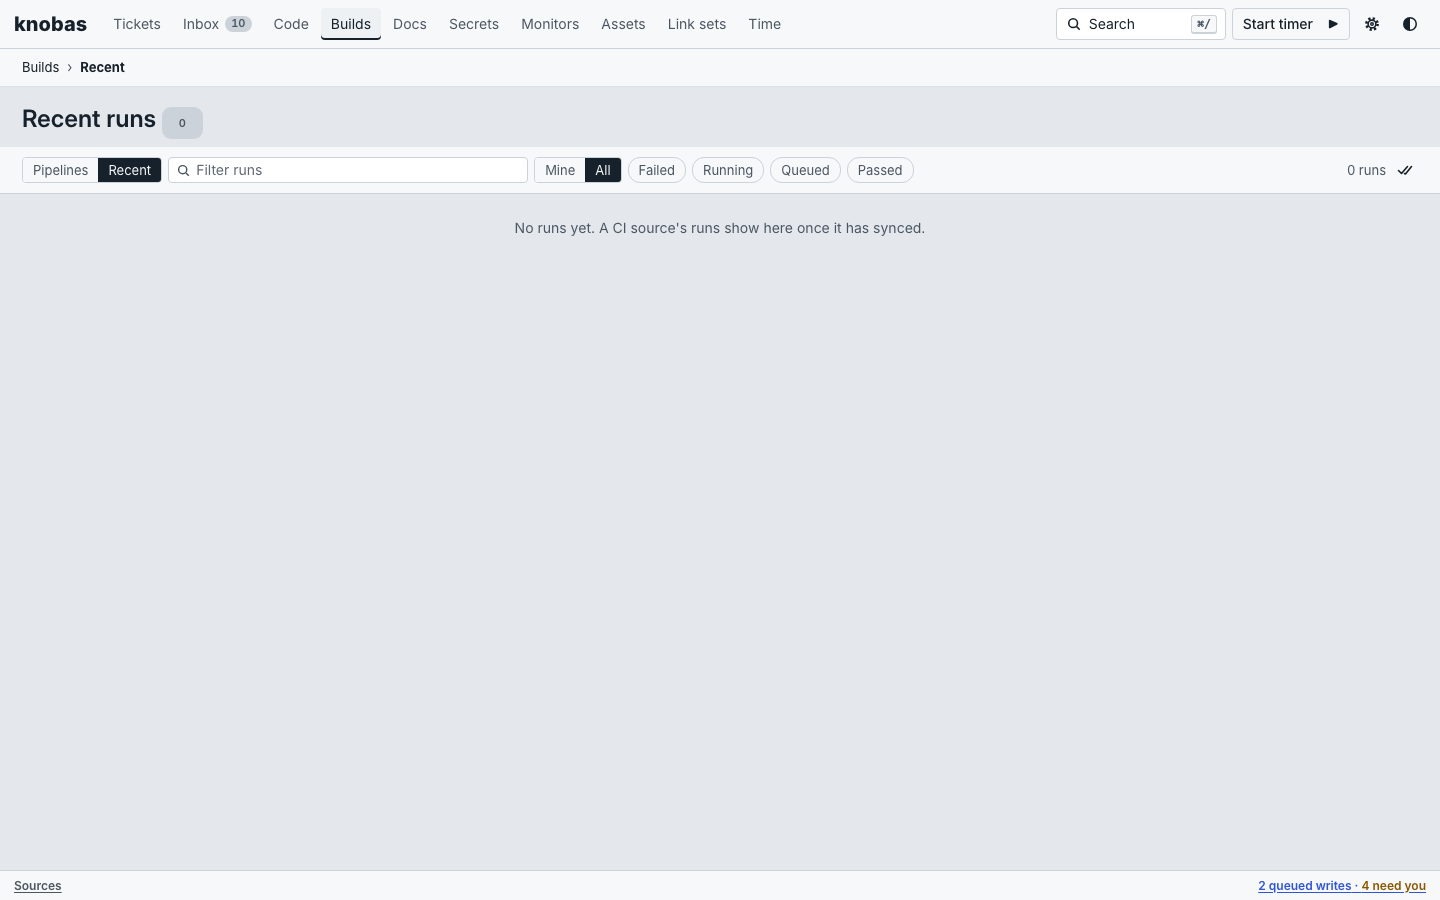 knobas Tickets Inbox 10 Code Builds Docs Secrets Monitors Assets Link sets Time Search ⌘/ Start timer
Builds › Recent
Recent runs 0
Pipelines Recent Filter runs Mine All Failed Running Queued Passed 0 runs
No runs yet. A CI source's runs show here once it has synced.
Sources 2 queued writes · 4 need you